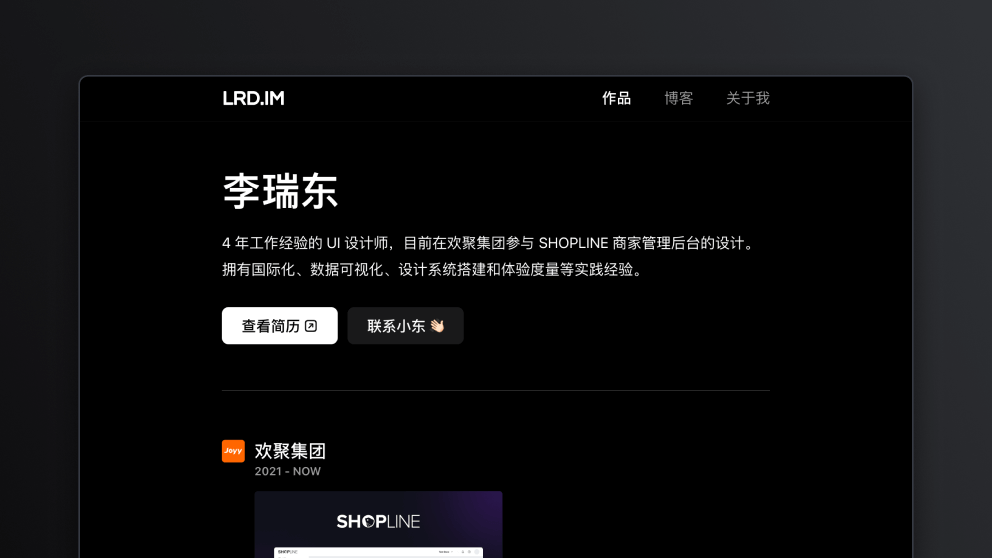 LRD.IM
作品 博客 关于我
李瑞东
4 年工作经验的 UI 设计师，目前在欢聚集团参与 SHOPLINE 商家管理后台的设计。
拥有国际化、数据可视化、设计系统搭建和体验度量等实践经验。
查看简历 联系小东
Joyy 欢聚集团
2021 - NOW
SHOPLINE
SHOPLINE